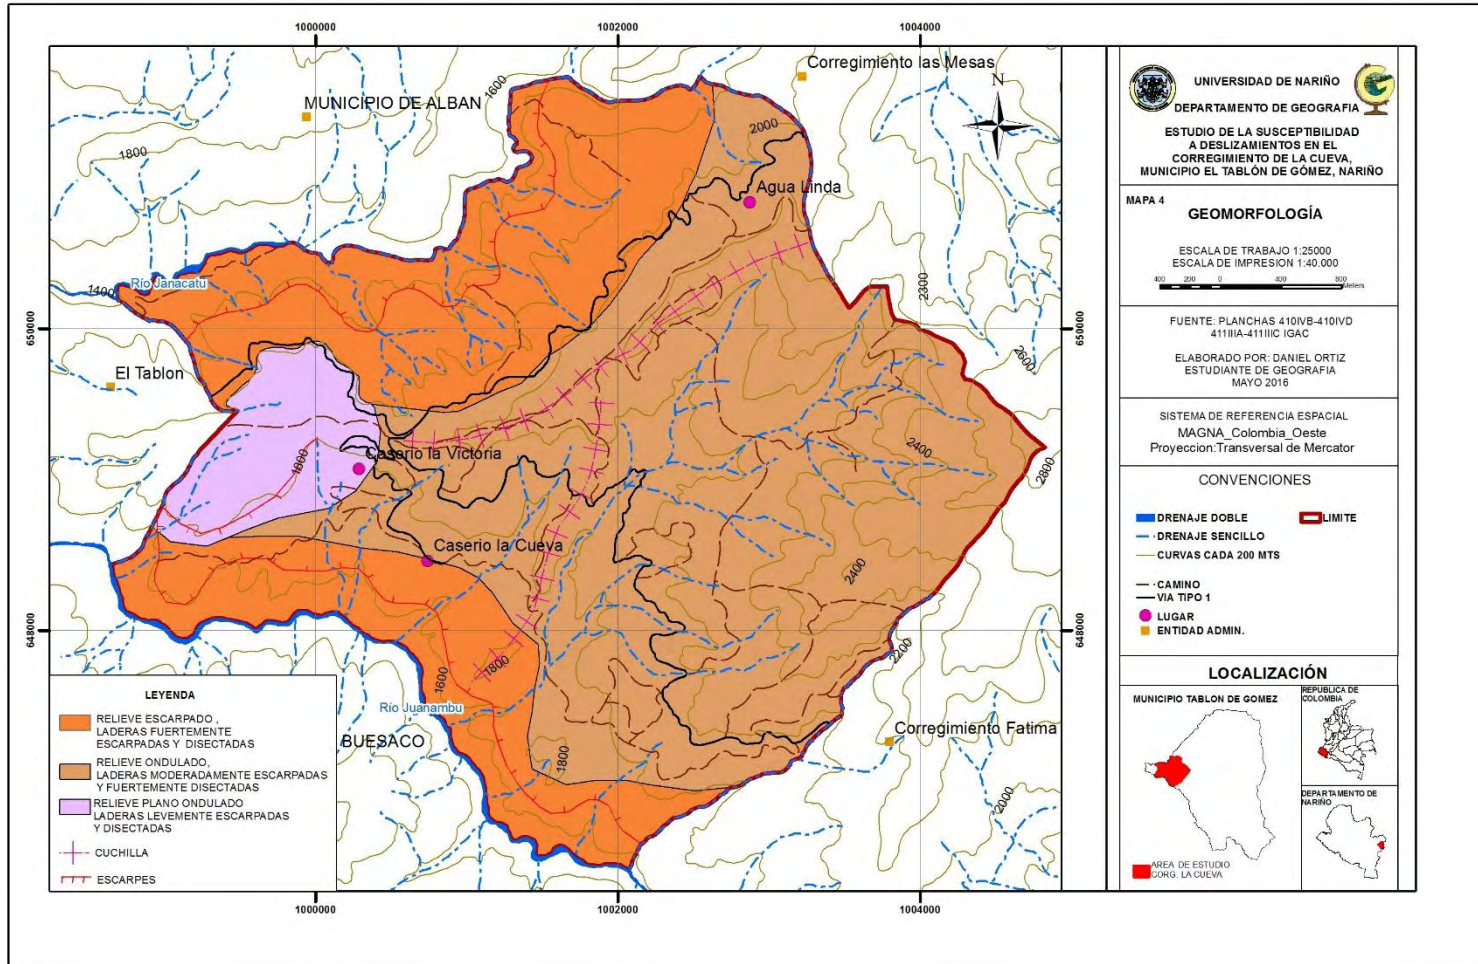 1000000
1002000
1004000
Corregimiento las Mesas
N
1600
MUNICIPIO DE ALBAN
1800
2000
Agua Linda
2300
Río Janacatu
1400
650000
650000
2600
El Tablon
2400
2800
1800
Caserio la Victoria
Caserio la Cueva
2400
648000
648000
2200
1800
1600
Río Juanambu
BUESACO
Corregimiento Fatima
1800
2000
LEYENDA
RELIEVE ESCARPADO ,
LADERAS FUERTEMENTE
ESCARPADAS Y DISECTADAS
RELIEVE ONDULADO,
LADERAS MODERADAMENTE ESCARPADAS
Y FUERTEMENTE DISECTADAS
RELIEVE PLANO ONDULADO
LADERAS LEVEMENTE ESCARPADAS
Y DISECTADAS
CUCHILLA
ESCARPES
1000000
1002000
1004000
UNIVERSIDAD DE NARIÑO
DEPARTAMENTO DE GEOGRAFIA
ESTUDIO DE LA SUSCEPTIBILIDAD
A DESLIZAMIENTOS EN EL
CORREGIMIENTO DE LA CUEVA,
MUNICIPIO EL TABLÓN DE GÓMEZ, NARIÑO
MAPA 4
GEOMORFOLOGÍA
ESCALA DE TRABAJO 1:25000
ESCALA DE IMPRESION 1:40.000
400 200 0 400 800
Meters
FUENTE: PLANCHAS 410IVB-410IVD
411IIIA-411IIIC IGAC
ELABORADO POR: DANIEL ORTIZ
ESTUDIANTE DE GEOGRAFIA
MAYO 2016
SISTEMA DE REFERENCIA ESPACIAL
MAGNA_Colombia_Oeste
Proyeccion:Transversal de Mercator
CONVENCIONES
DRENAJE DOBLE
LIMITE
DRENAJE SENCILLO
CURVAS CADA 200 MTS
CAMINO
VIA TIPO 1
LUGAR
ENTIDAD ADMIN.
LOCALIZACIÓN
MUNICIPIO TABLON DE GOMEZ
REPUBLICA DE
COLOMBIA
DEPARTAMENTO DE
NARIÑO
AREA DE ESTUDIO
CORG. LA CUEVA